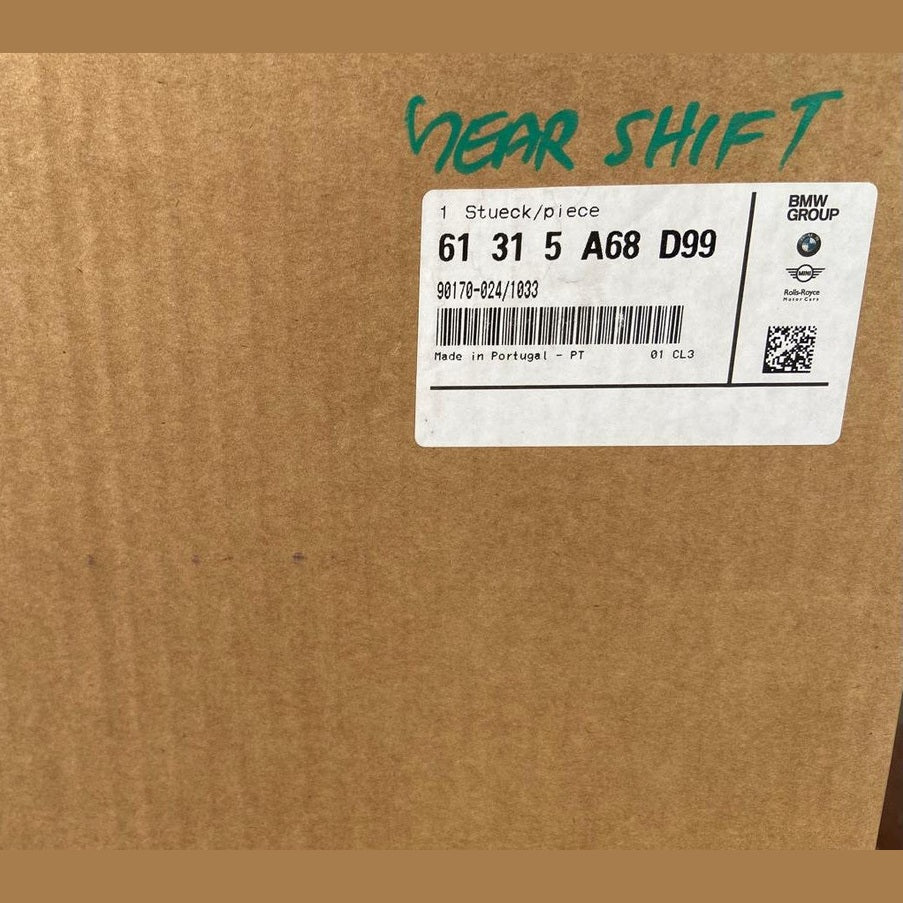 GEAR SHIFT
1 Stueck/piece
61 31 5 A68 D99
90170-024/1033
Made in Portugal - PT 01 CL3
BMW
GROUP
MINI
Rolls-Royce
Motor Cars